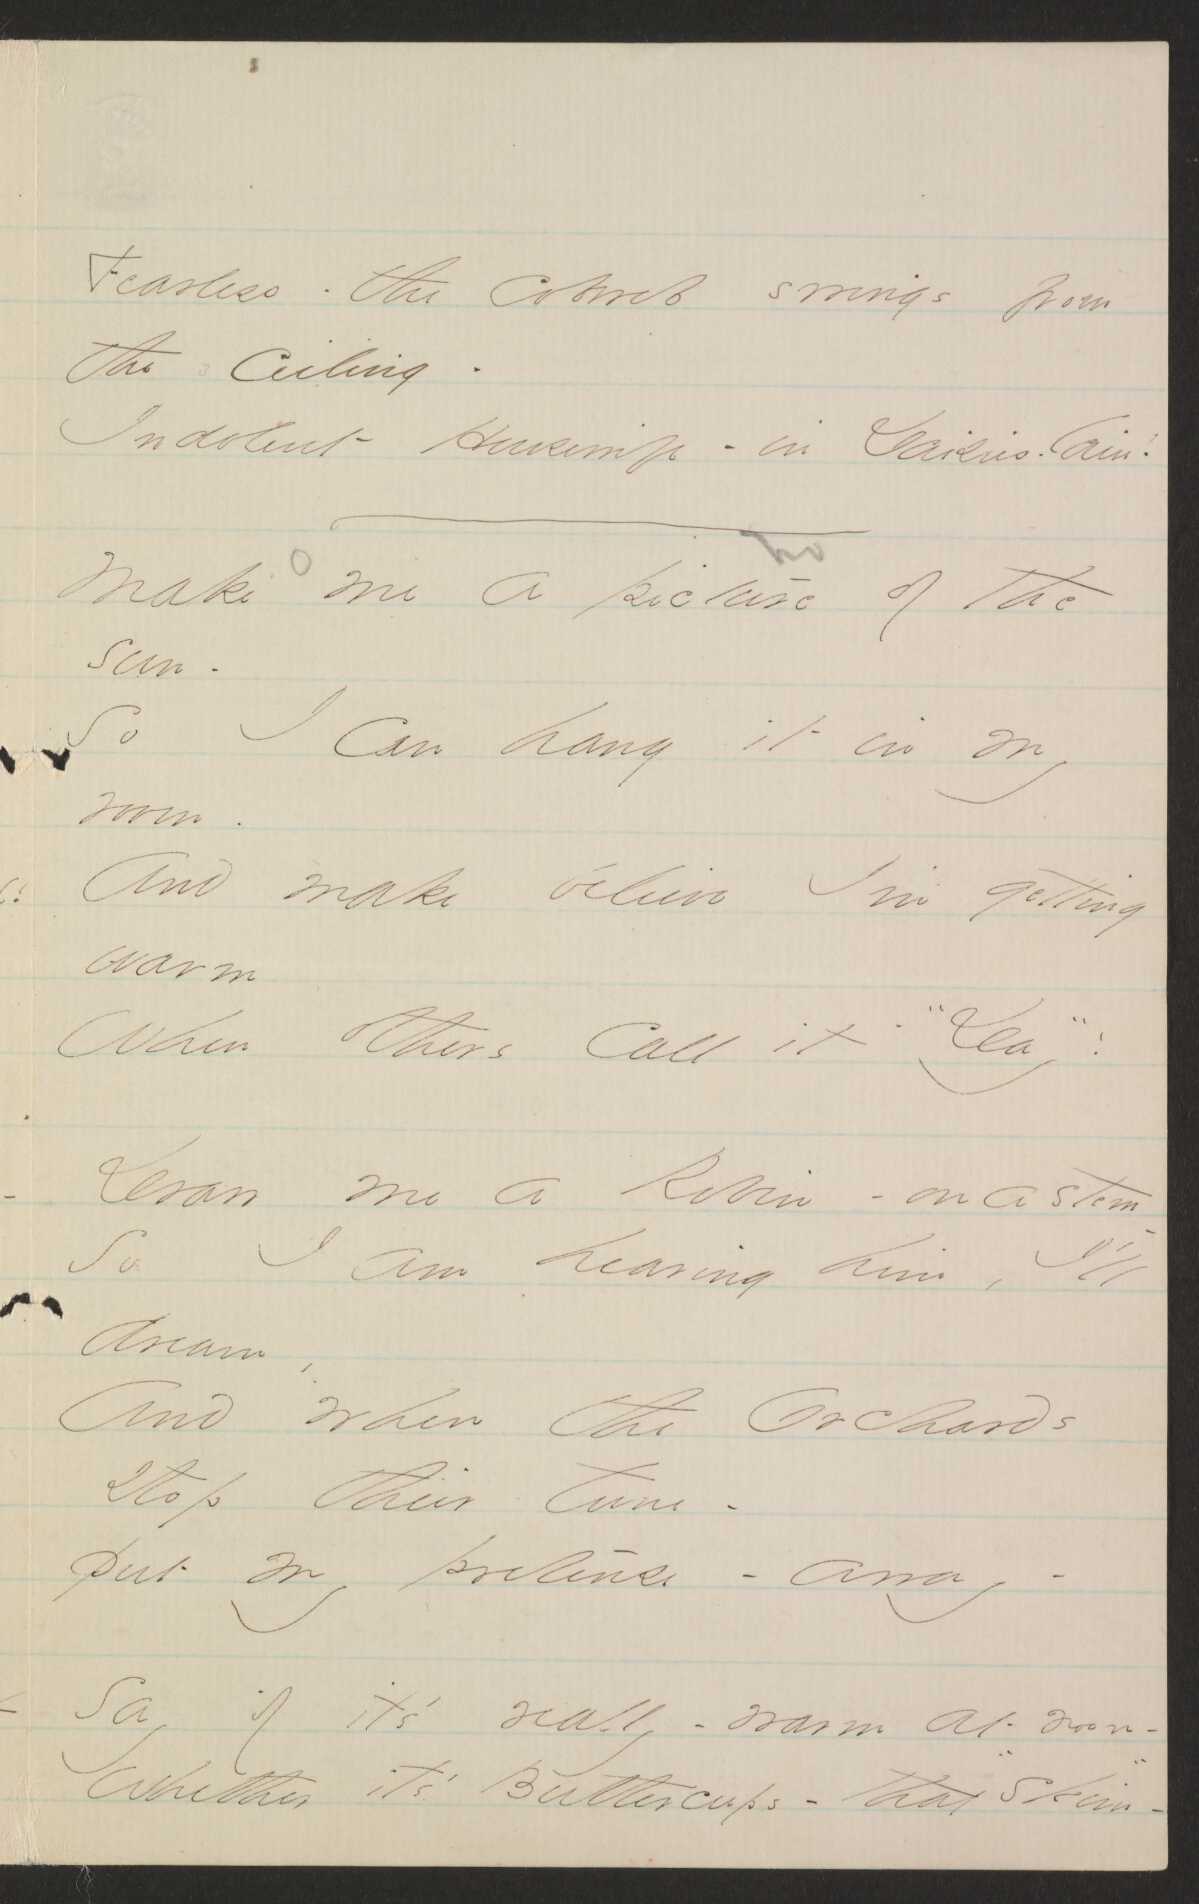 Fearless - the cobweb swings from
the ceiling -
Indolent Housewife - in Daisies - lain!
no
Make me a picture of the
sun -
So I can hang it in my
room.
And make believe I'm getting
warm
When others call it "Day"!
Draw me a Robin - on a stem -
So I am hearing him, I'll
dream,
And when the Orchards
stop their tune -
Put my pretense - away -
Say if it's really - warm at noon -
Whether it's Buttercups - that "skim" -